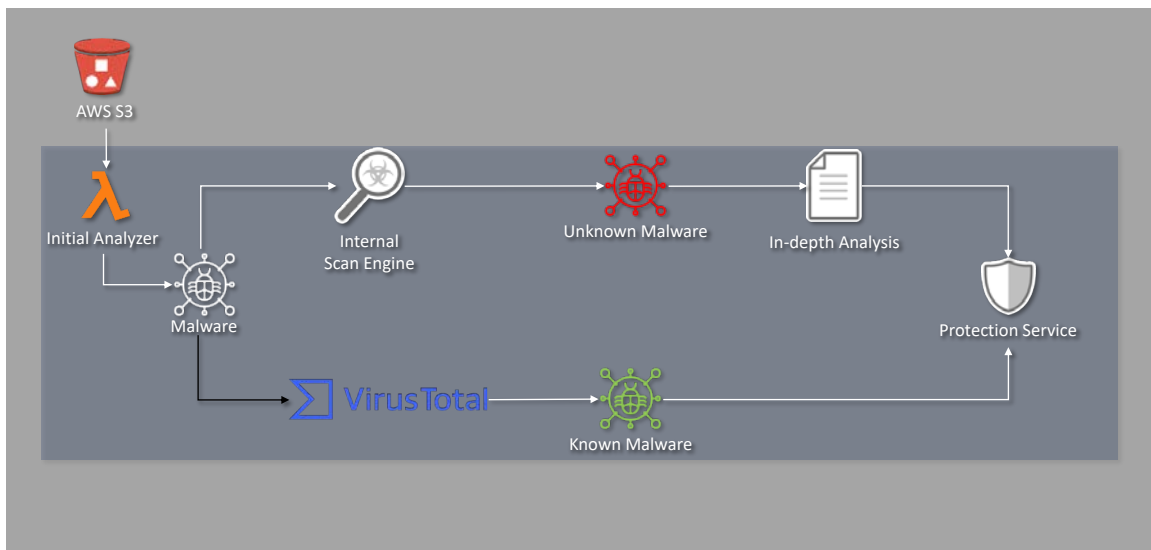 AWS S3
Initial Analyzer
Malware
Internal
Scan Engine
Unknown Malware
In-depth Analysis
Protection Service
VirusTotal
Known Malware